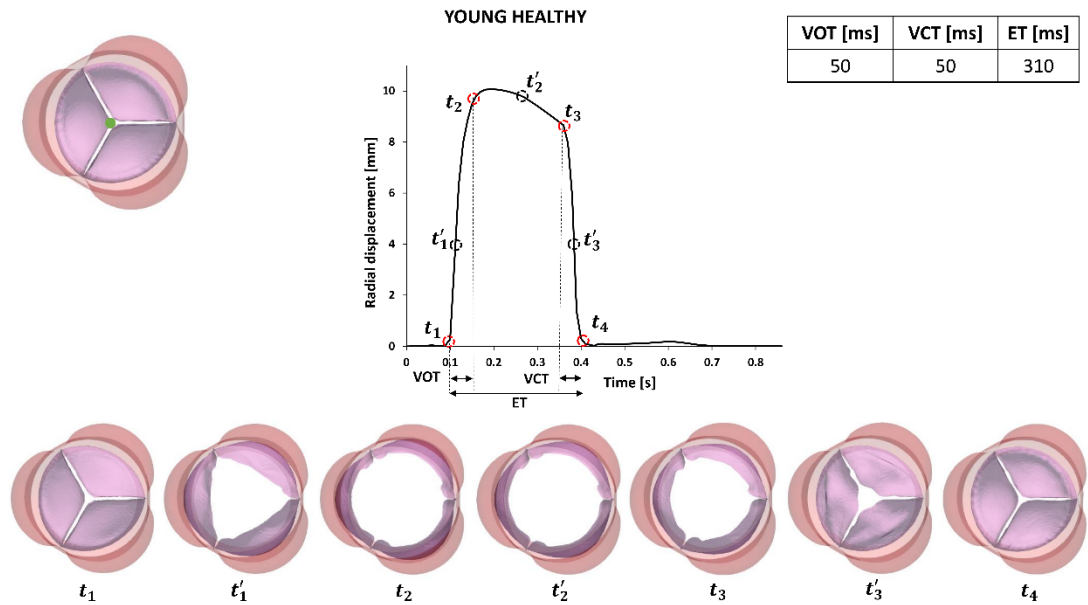 YOUNG HEALTHY
VOT [ms] VCT [ms] ET [ms]
50 50 310
Radial displacement [mm]
10
8
6
4
2
0
t₂
t′₂
t₃
t′₁
t′₃
t₁
t₄
0 0.1 0.2 0.3 0.4 0.5 0.6 0.7 0.8
VOT VCT Time [s]
ET
t₁ t′₁ t₂ t′₂ t₃ t′₃ t₄